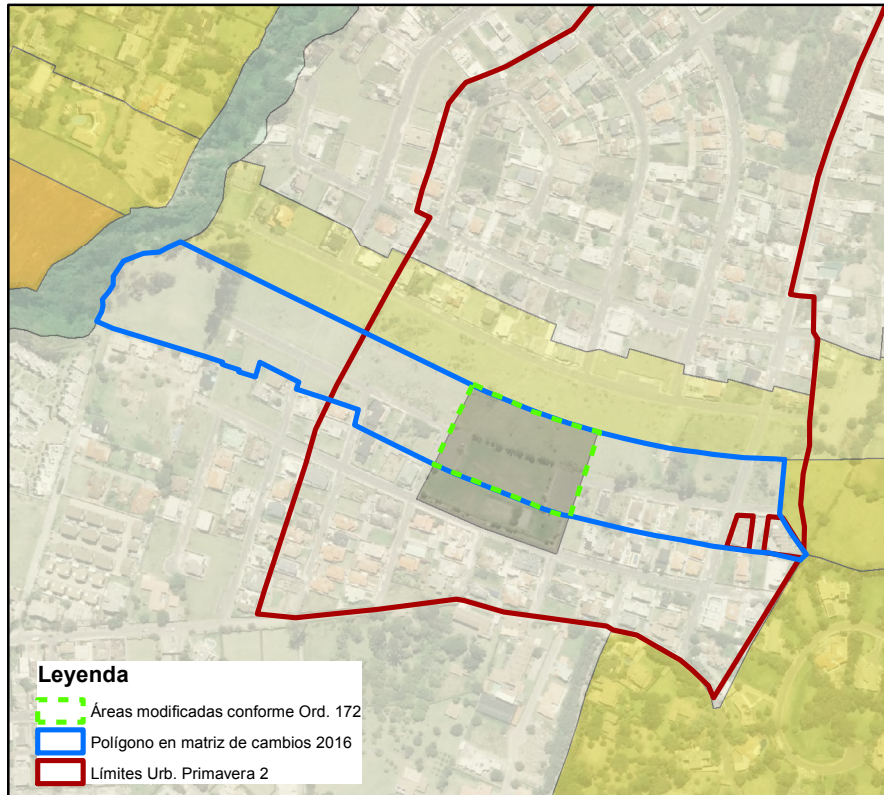 Leyenda
Áreas modificadas conforme Ord. 172
Polígono en matriz de cambios 2016
Límites Urb. Primavera 2